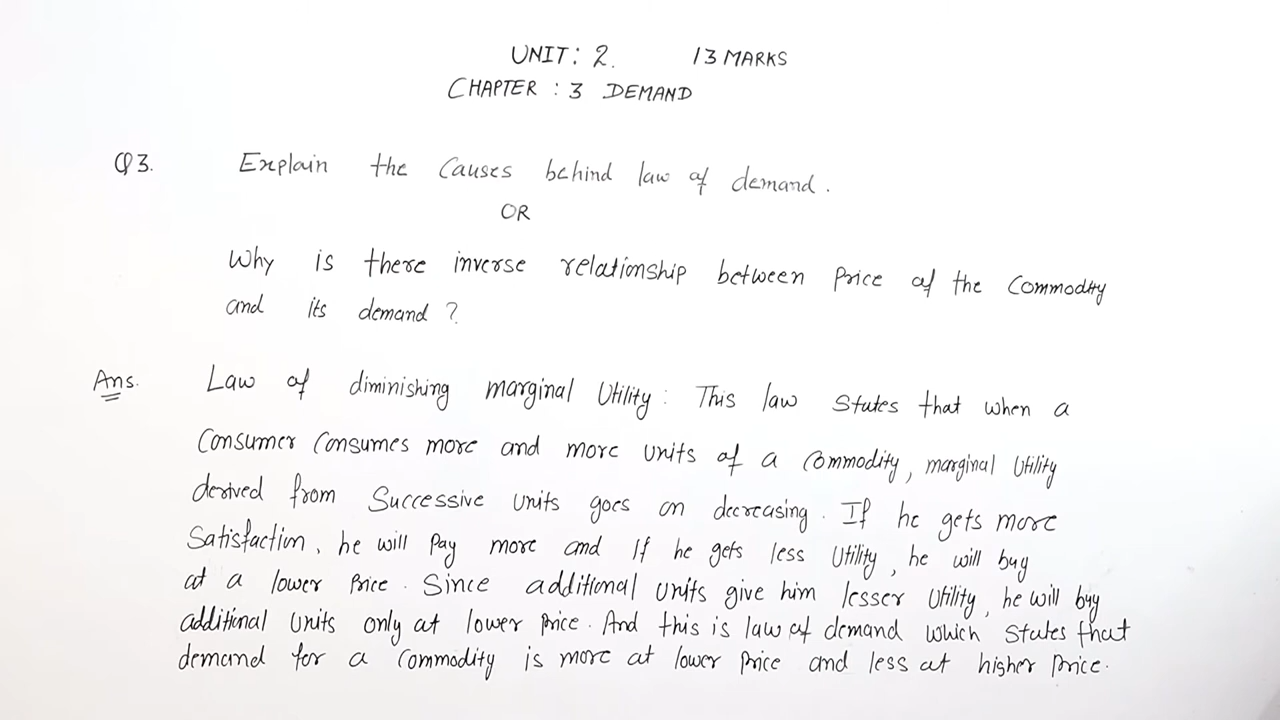 UNIT: 2. 13 MARKS
CHAPTER : 3 DEMAND
Q3. Explain the causes behind law of demand.
OR
Why is there inverse relationship between price of the commodity
and its demand ?
Ans. Law of diminishing marginal utility: This law states that when a
consumer consumes more and more units of a commodity, marginal utility
derived from successive units goes on decreasing. If he gets more
satisfaction, he will pay more and if he gets less utility, he will buy
at a lower price. Since additional units give him lesser utility, he will buy
additional units only at lower price. And this is law of demand which states that
demand for a commodity is more at lower price and less at higher price.